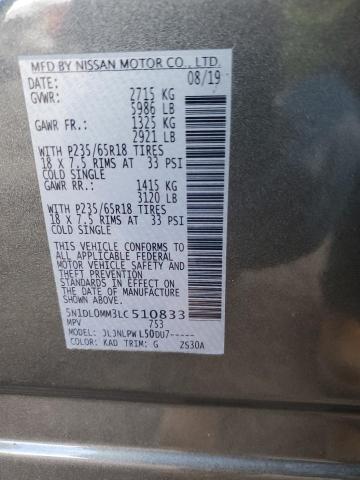 MFD BY NISSAN MOTOR CO., LTD.
DATE: 08/19
GVWR: 2715 KG
5986 LB
GAWR FR.: 1325 KG
2921 LB
WITH P235/65R18 TIRES
18 X 7.5 RIMS AT 33 PSI
COLD SINGLE
GAWR RR.: 1415 KG
3120 LB
WITH P235/65R18 TIRES
18 X 7.5 RIMS AT 33 PSI
COLD SINGLE
THIS VEHICLE CONFORMS TO
ALL APPLICABLE FEDERAL
MOTOR VEHICLE SAFETY
AND THEFT PREVENTION
STANDARDS IN EFFECT ON
THE DATE OF MANUFACTURE
SHOWN ABOVE.
5N1DL0MM3LC510833
MPV 753
MODEL: JLJNLPW L50DU7-----
COLOR: KAD TRIM: G ZS30A